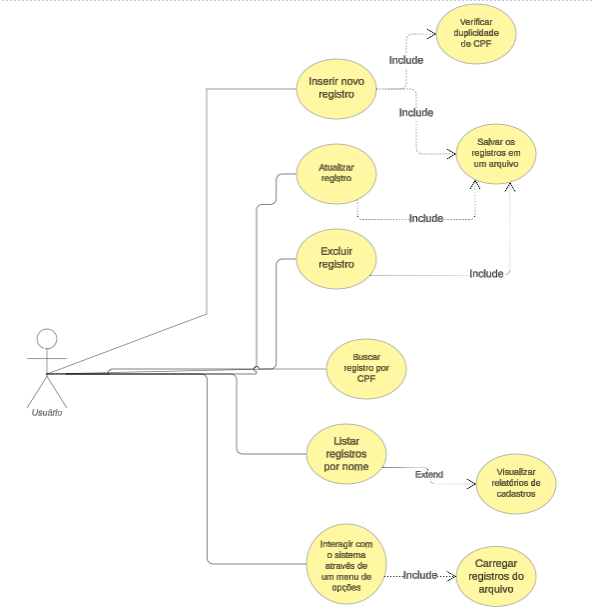 Verificar
duplicidade
de CPF
Include
Inserir novo
registro
Include
Salvar os
registros em
um arquivo
Atualizar
registro
Include
Excluir
registro
Include
Usuário
Buscar
registro por
CPF
Listar
registros
por nome
Extend
Visualizar
relatórios de
cadastros
Interagir com
o sistema
através de
um menu de
opções
Include
Carregar
registros do
arquivo